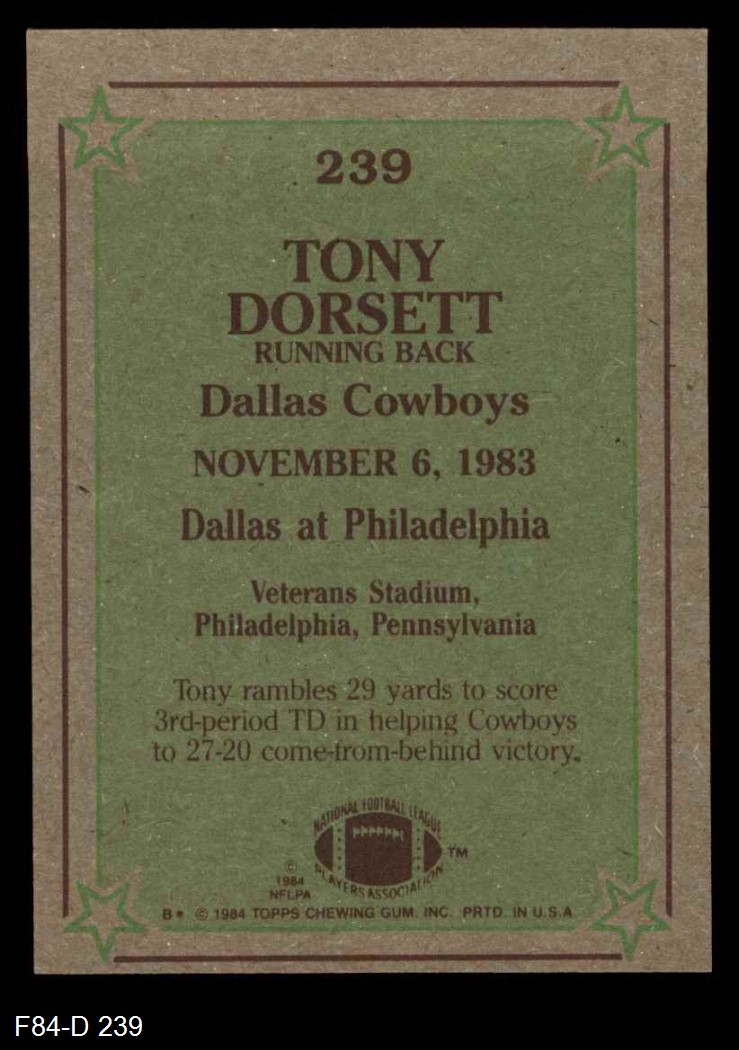 239
TONY
DORSETT
RUNNING BACK
Dallas Cowboys
NOVEMBER 6, 1983
Dallas at Philadelphia
Veterans Stadium,
Philadelphia, Pennsylvania
Tony rambles 29 yards to score
3rd-period TD in helping Cowboys
to 27-20 come-from-behind victory.
NATIONAL FOOTBALL LEAGUE
PLAYERS ASSOCIATION
TM
©
1984
NFLPA
B* © 1984 TOPPS CHEWING GUM, INC. PRTD. IN U.S.A.
F84-D 239